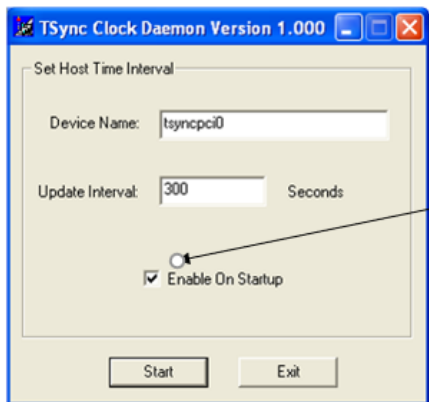 TSync Clock Daemon Version 1.000
Set Host Time Interval
Device Name: tsyncpci0
Update Interval: 300 Seconds
Enable On Startup
Start Exit